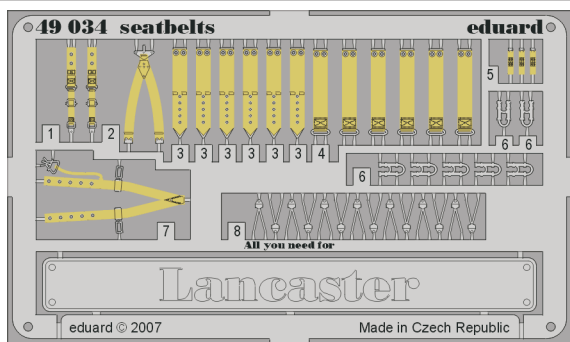 49 034 seatbelts eduard
5
1 2 3 3 3 3 3 3 4 6 6
6
7 8
All you need for
Lancaster
eduard © 2007 Made in Czech Republic